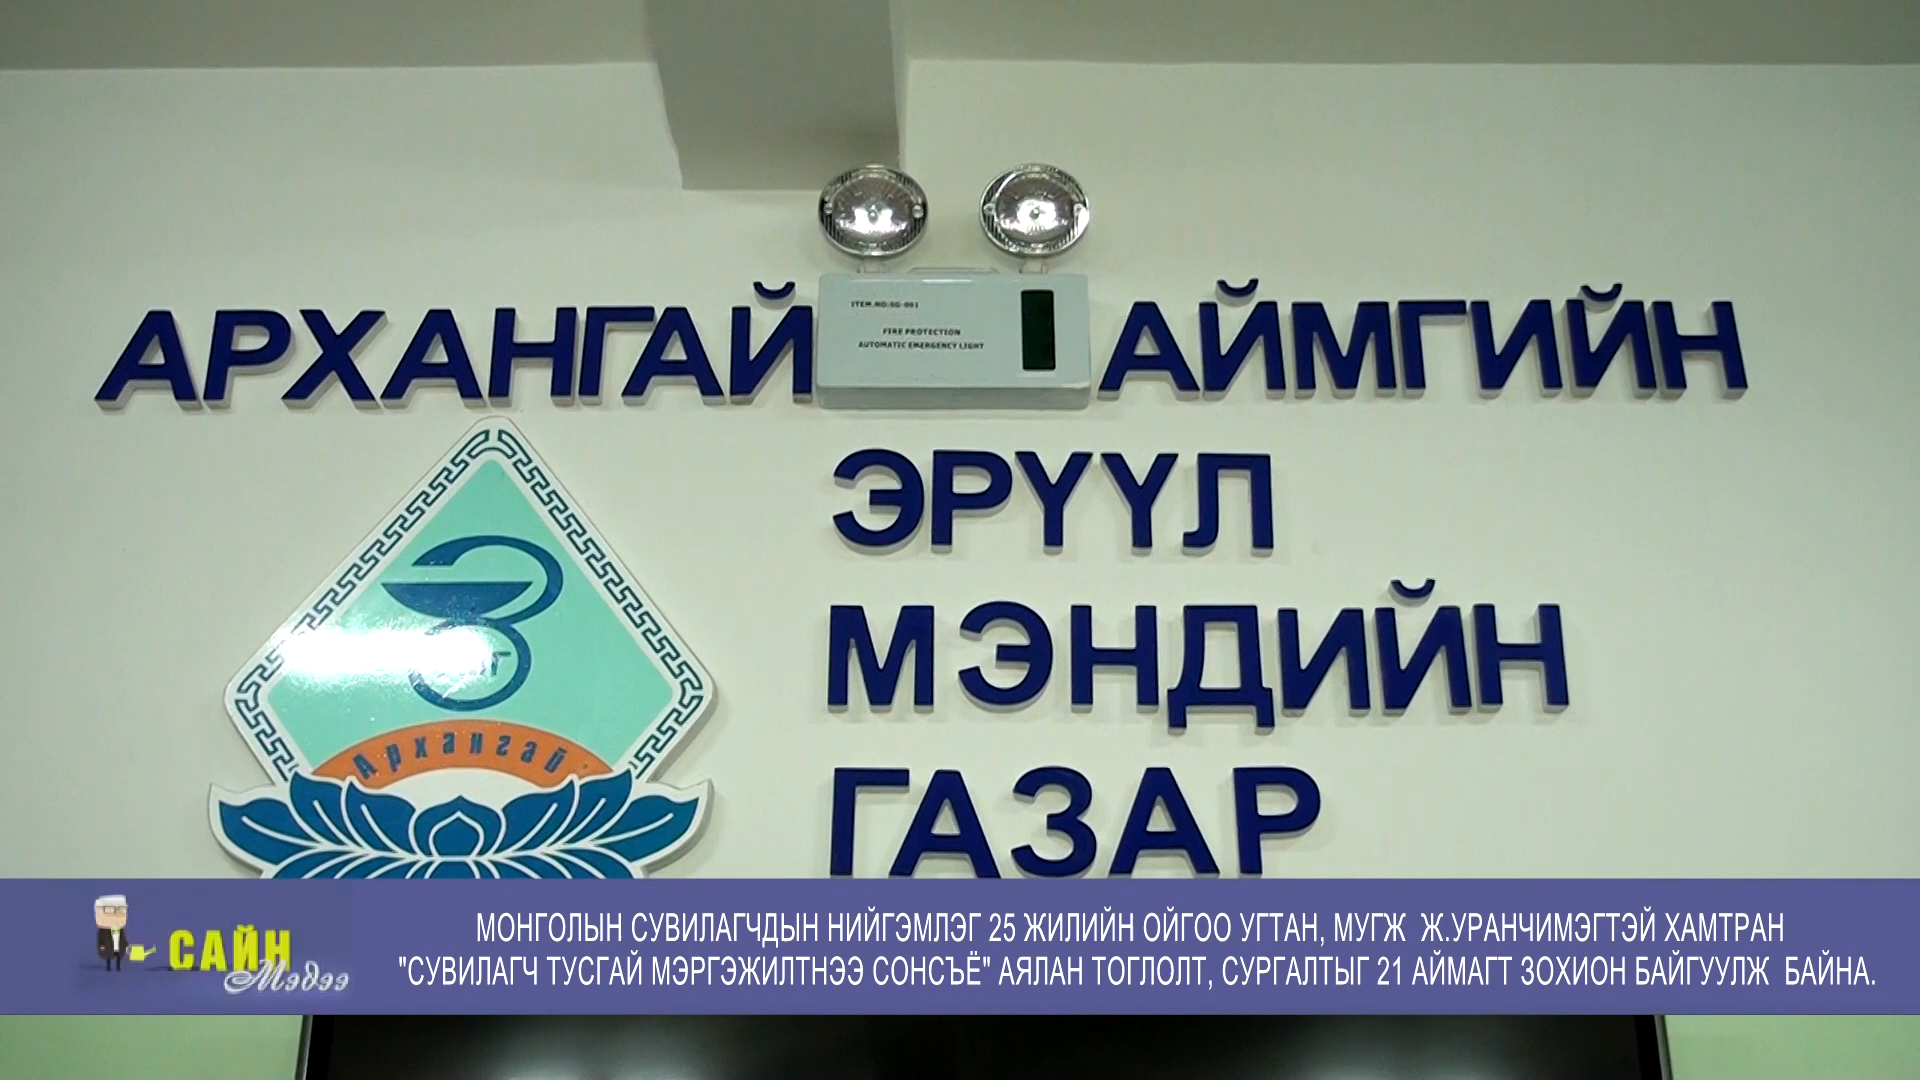 ITEM.NO:GG-001
FIRE PROTECTION
AUTOMATIC EMERGENCY LIGHT
АРХАНГАЙ АЙМГИЙН
ЭРҮҮЛ
МЭНДИЙН
ГАЗАР
Архангай
САЙН
Мэдээ
МОНГОЛЫН СУВИЛАГЧДЫН НИЙГЭМЛЭГ 25 ЖИЛИЙН ОЙГОО УГТАН, МУГЖ Ж.УРАНЧИМЭГТЭЙ ХАМТРАН
"СУВИЛАГЧ ТУСГАЙ МЭРГЭЖИЛТНЭЭ СОНСЪЁ" АЯЛАН ТОГЛОЛТ, СУРГАЛТЫГ 21 АЙМАГТ ЗОХИОН БАЙГУУЛЖ БАЙНА.